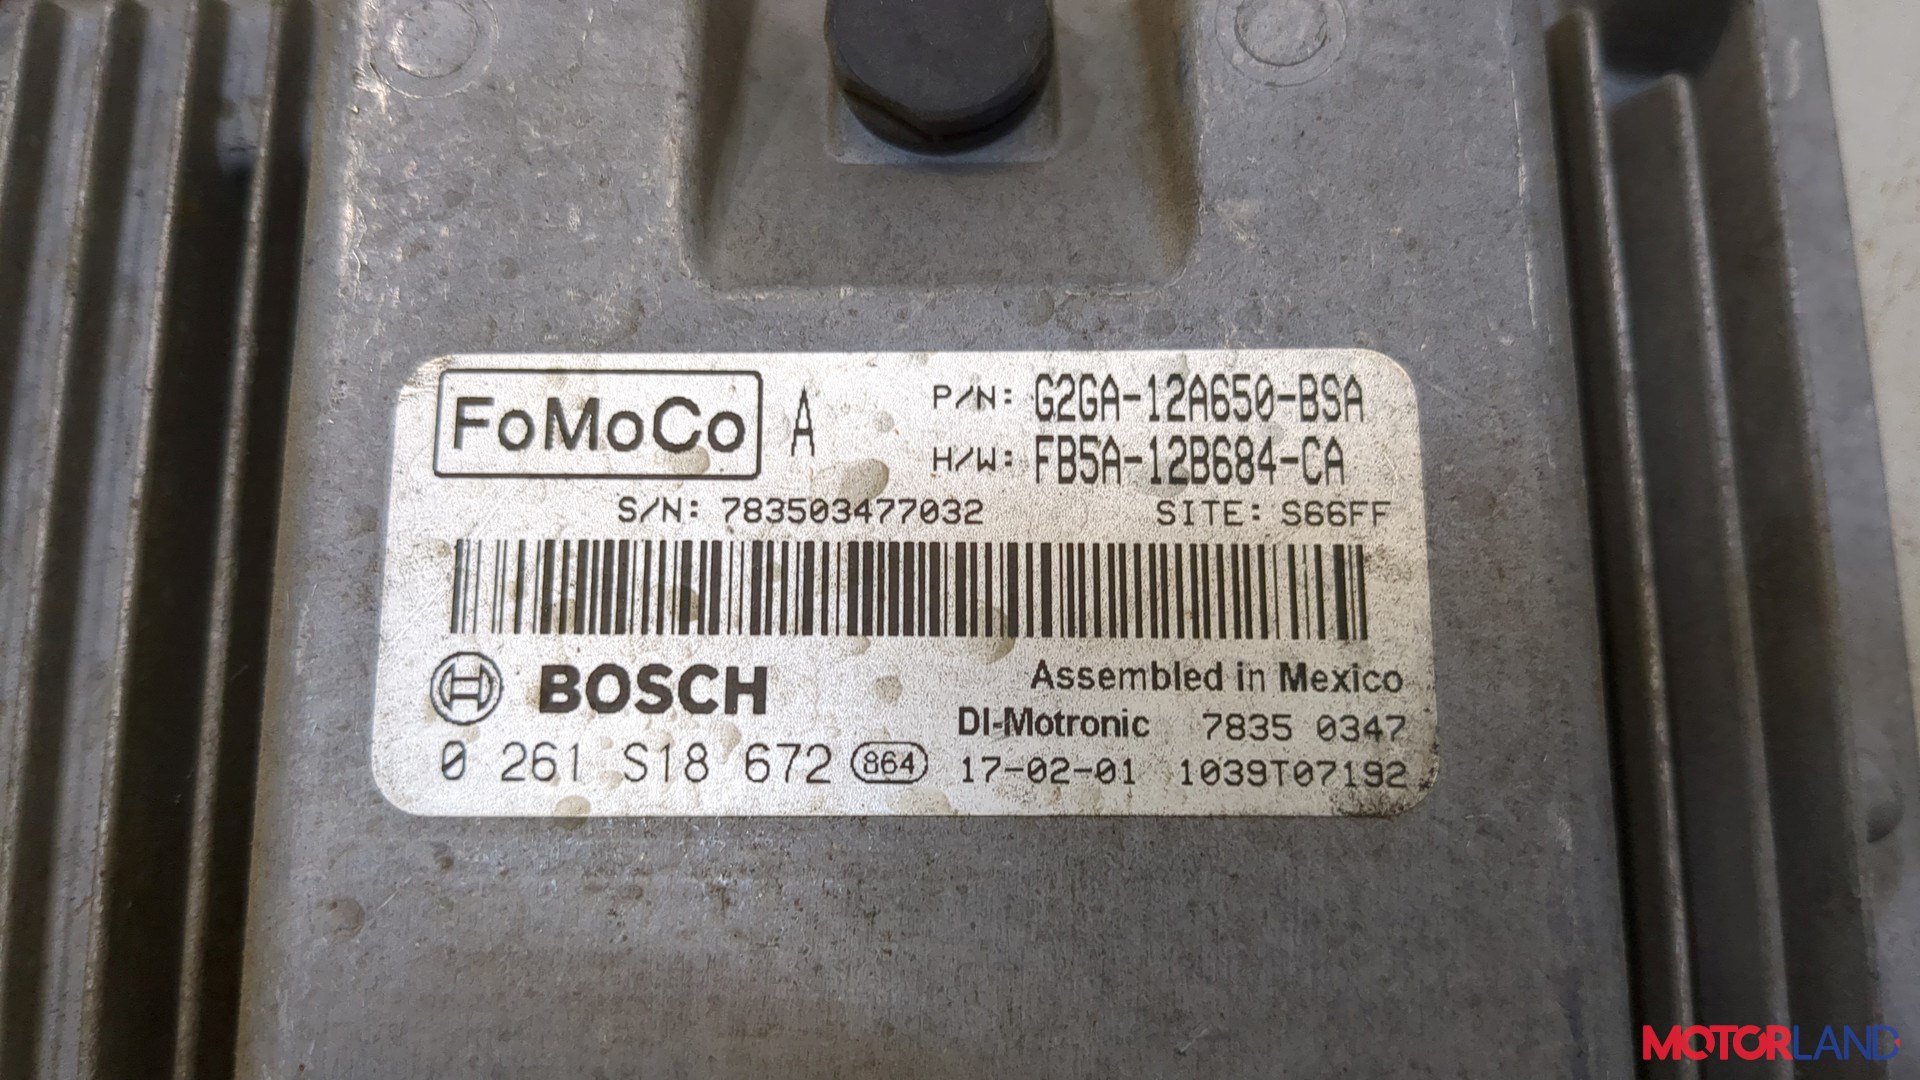 FoMoCo A P/N: G2GA-12A650-BSA
H/W: FB5A-12B684-CA
S/N: 783503477032 SITE: S66FF
BOSCH Assembled in Mexico
DI-Motronic 7835 0347
0 261 S18 672 864 17-02-01 1039T07192
MOTORLAND